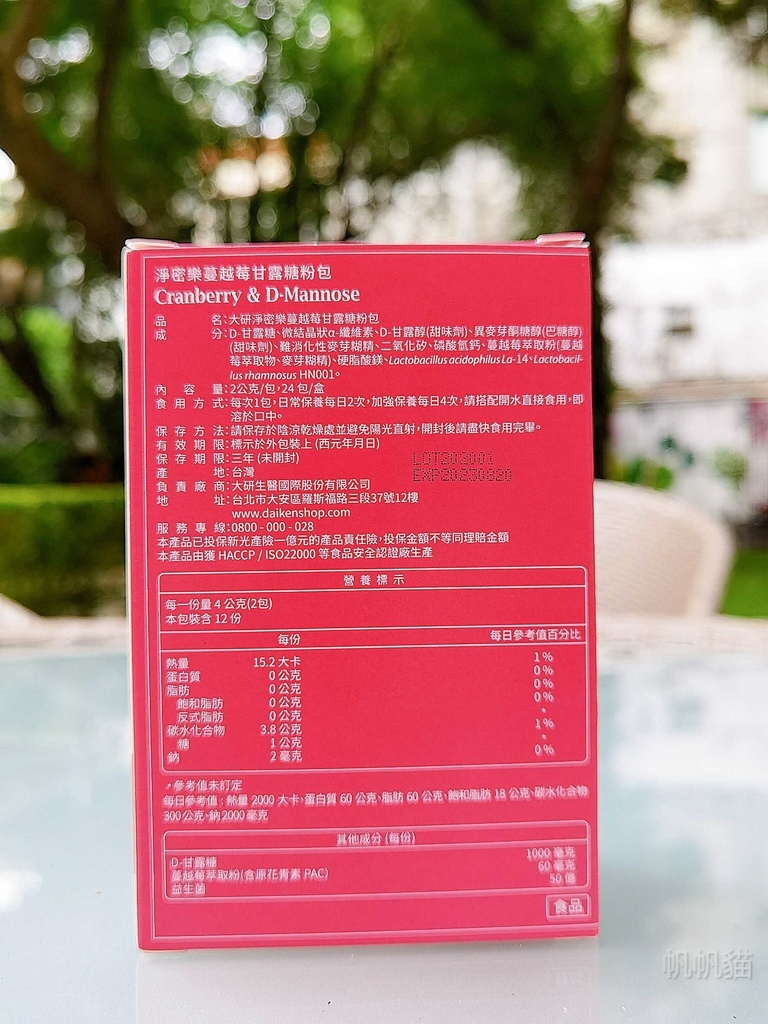 淨密樂蔓越莓甘露糖粉包
Cranberry & D-Mannose
品名:大研淨密樂蔓越莓甘露糖粉包
成分:D-甘露糖、微結晶狀α-纖維素、D-甘露醇(甜味劑)、異麥芽酮糖醇(巴糖醇)
(甜味劑)、難消化性麥芽糊精、二氧化矽、磷酸氫鈣、蔓越莓萃取粉(蔓越
莓萃取物、麥芽糊精)、硬脂酸鎂、Lactobacillus acidophilus La-14、Lactobacil-
lus rhamnosus HN001。
內容量:2公克/包,24包/盒
食用方式:每次1包,日常保養每日2次,加強保養每日4次,請搭配開水直接食用,即
溶於口中。
保存方法:請保存於陰涼乾燥處並避免陽光直射,開封後請盡快食用完畢。
有效期限:標示於外包裝上 (西元年月日)
保存期限:三年 (未開封)
LOT202001
產地:台灣
EXP20230820
負責廠商:大研生醫國際股份有限公司
地址:台北市大安區羅斯福路三段37號12樓
www.daikenshop.com
服務專線:0800 - 000 - 028
本產品已投保新光產險一億元的產品責任險,投保金額不等同理賠金額
本產品由獲 HACCP / ISO22000 等食品安全認證廠生產
營養標示
每一份量 4 公克(2包)
本包裝含 12 份
每份 每日參考值百分比
熱量 15.2 大卡 1%
蛋白質 0 公克 0%
脂肪 0 公克 0%
飽和脂肪 0 公克 0%
反式脂肪 0 公克 *
碳水化合物 3.8 公克 1%
糖 1 公克 *
鈉 2 毫克 0%
*參考值未訂定
每日參考值:熱量 2000 大卡、蛋白質 60 公克、脂肪 60 公克、飽和脂肪 18 公克、碳水化合物
300公克、鈉2000毫克
其他成分 (每份)
D-甘露糖 1000 毫克
蔓越莓萃取粉(含原花青素 PAC) 60 毫克
益生菌 50 億
食品
帆帆貓